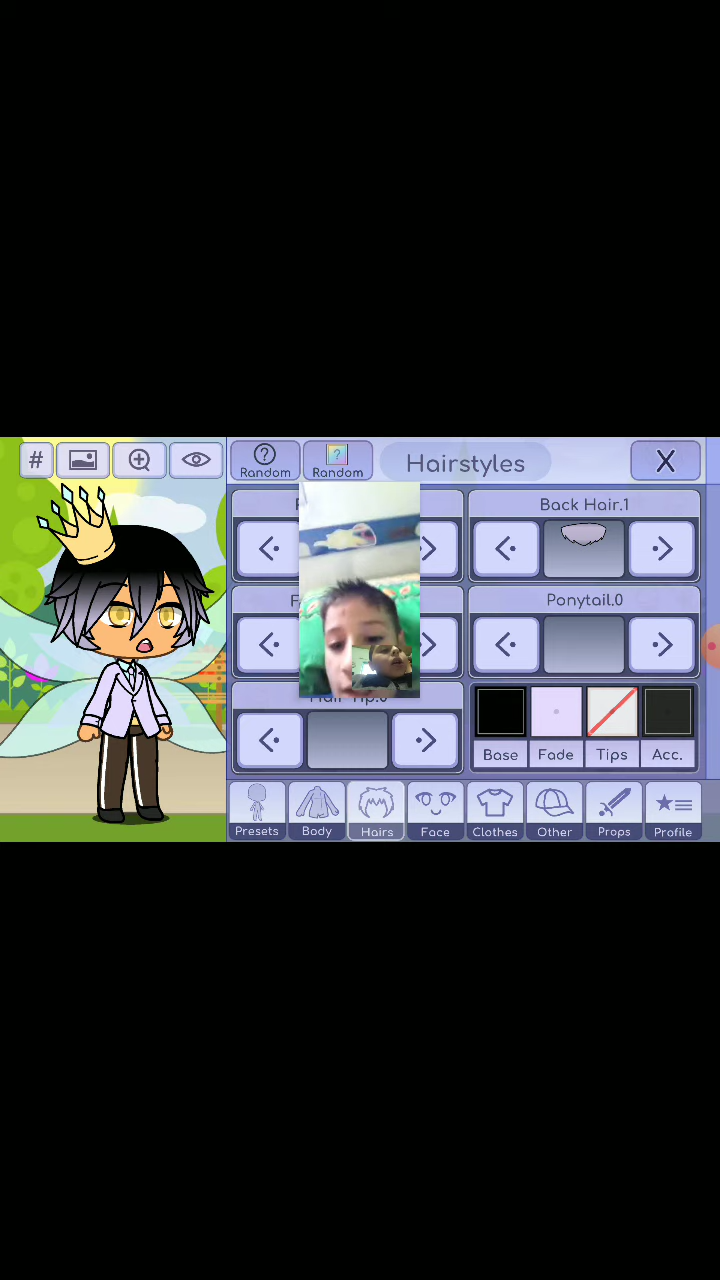 #
Random
?
Random
Hairstyles
X
Back Hair.1
Ponytail.0
Base
Fade
Tips
Acc.
Presets
Body
Hairs
Face
Clothes
Other
Props
Profile